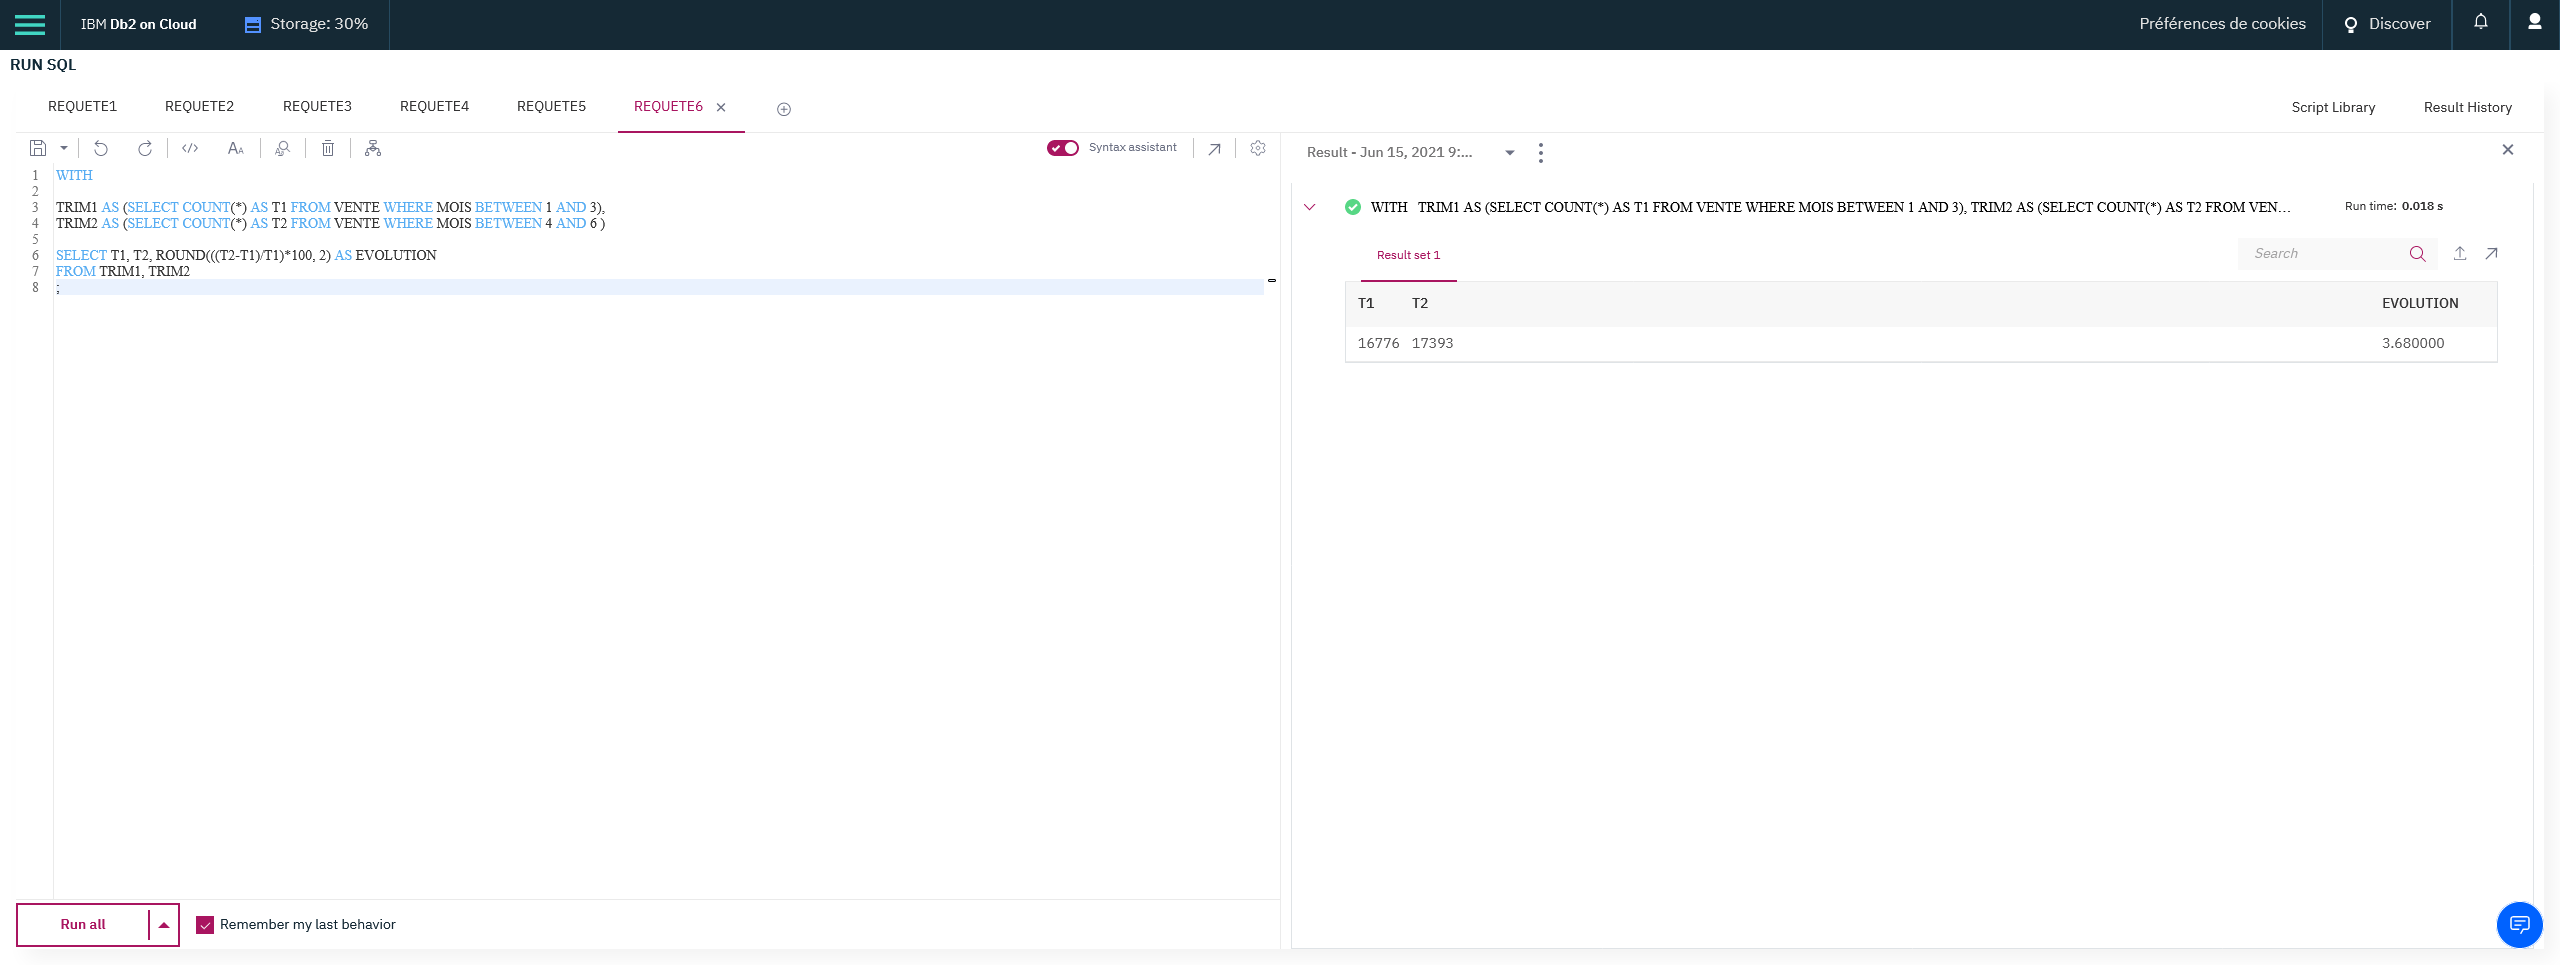 IBM Db2 on Cloud Storage: 30% Préférences de cookies Discover
RUN SQL
REQUETE1 REQUETE2 REQUETE3 REQUETE4 REQUETE5 REQUETE6 Script Library Result History
Syntax assistant
1 WITH
2
3 TRIM1 AS (SELECT COUNT(*) AS T1 FROM VENTE WHERE MOIS BETWEEN 1 AND 3),
4 TRIM2 AS (SELECT COUNT(*) AS T2 FROM VENTE WHERE MOIS BETWEEN 4 AND 6 )
5
6 SELECT T1, T2, ROUND(((T2-T1)/T1)*100, 2) AS EVOLUTION
7 FROM TRIM1, TRIM2
8 ;
Run all Remember my last behavior
Result - Jun 15, 2021 9:...
WITH TRIM1 AS (SELECT COUNT(*) AS T1 FROM VENTE WHERE MOIS BETWEEN 1 AND 3), TRIM2 AS (SELECT COUNT(*) AS T2 FROM VEN... Run time: 0.018 s
Result set 1 Search
T1 T2 EVOLUTION
16776 17393 3.680000